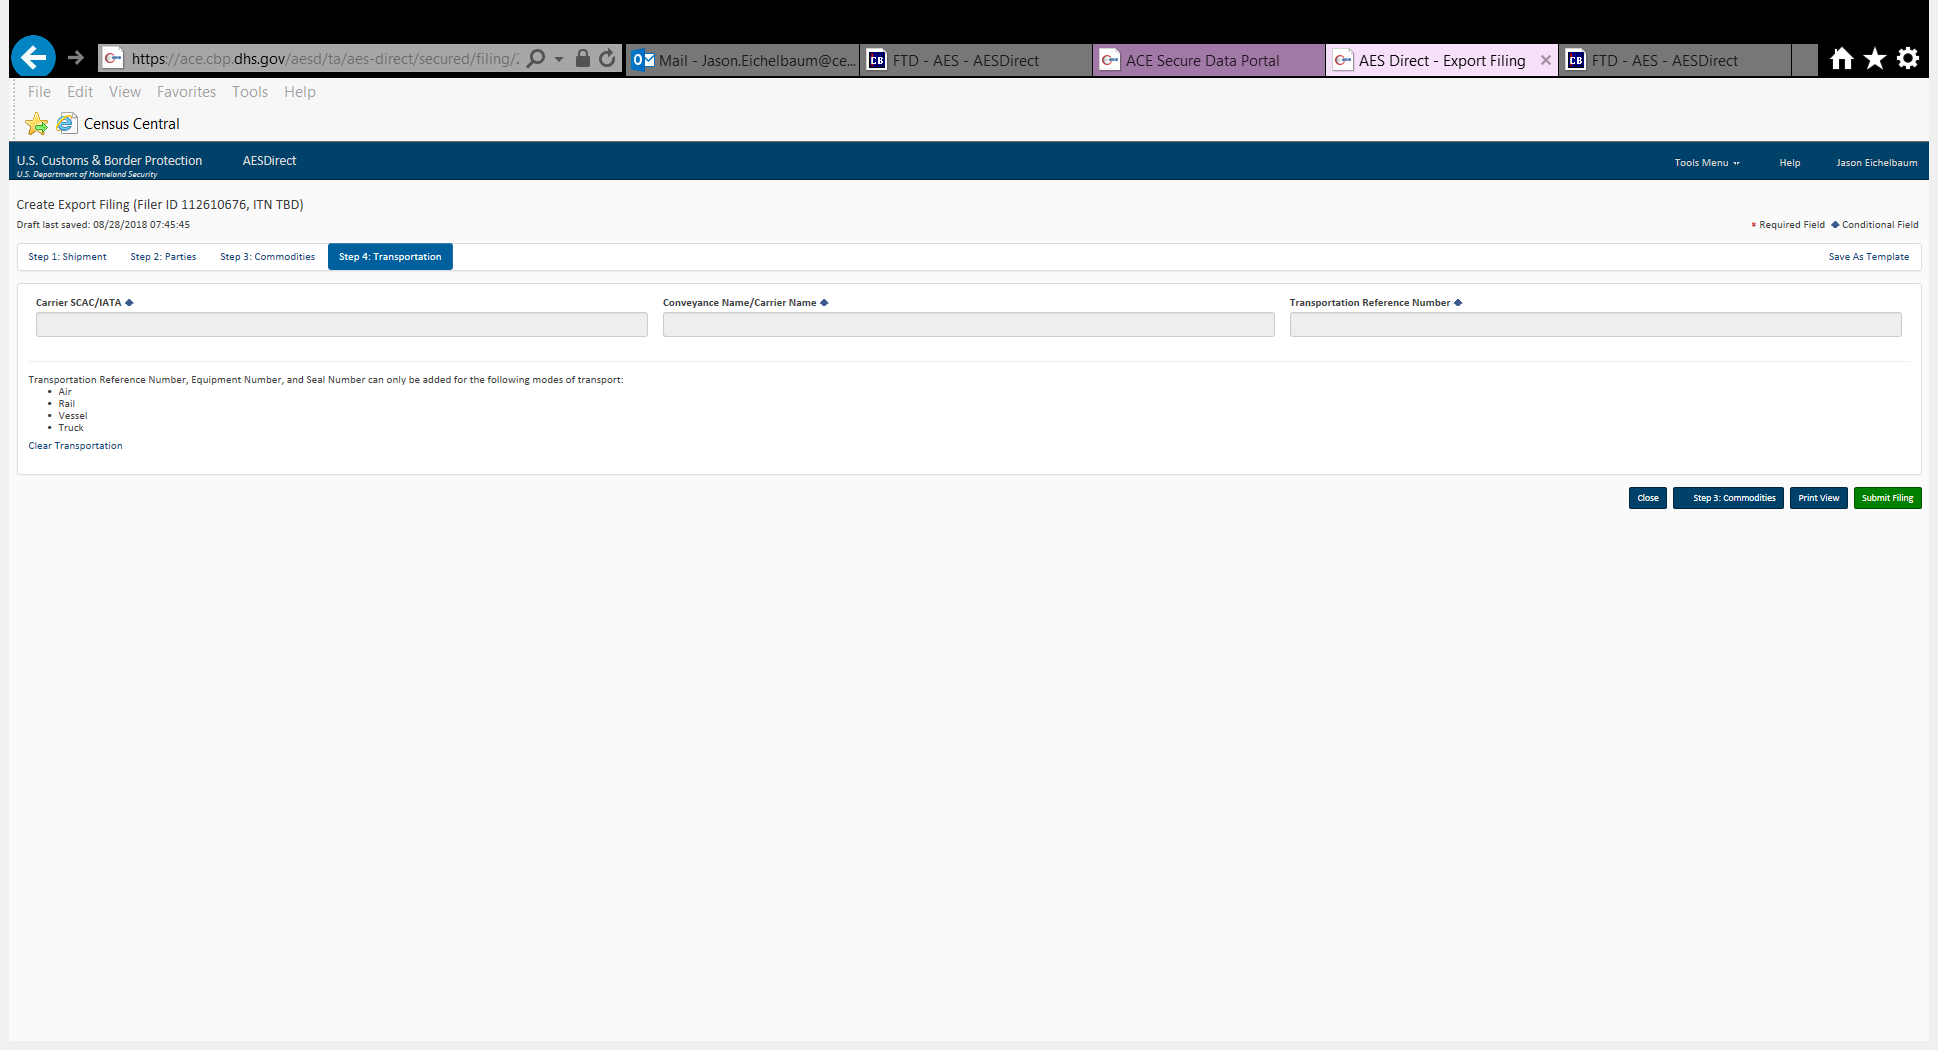 https://ace.cbp.dhs.gov/aesd/ta/aes-direct/secured/filing/
Mail - Jason.Eichelbaum@ce...
FTD - AES - AESDirect
ACE Secure Data Portal
AES Direct - Export Filing
FTD - AES - AESDirect
File Edit View Favorites Tools Help
Census Central
U.S. Customs & Border Protection
U.S. Department of Homeland Security
AESDirect
Tools Menu
Help
Jason Eichelbaum
Create Export Filing (Filer ID 112610676, ITN TBD)
Draft last saved: 08/28/2018 07:45:45
* Required Field ◆ Conditional Field
Step 1: Shipment
Step 2: Parties
Step 3: Commodities
Step 4: Transportation
Save As Template
Carrier SCAC/IATA ◆
Conveyance Name/Carrier Name ◆
Transportation Reference Number ◆
Transportation Reference Number, Equipment Number, and Seal Number can only be added for the following modes of transport:
• Air
• Rail
• Vessel
• Truck
Clear Transportation
Close
Step 3: Commodities
Print View
Submit Filing